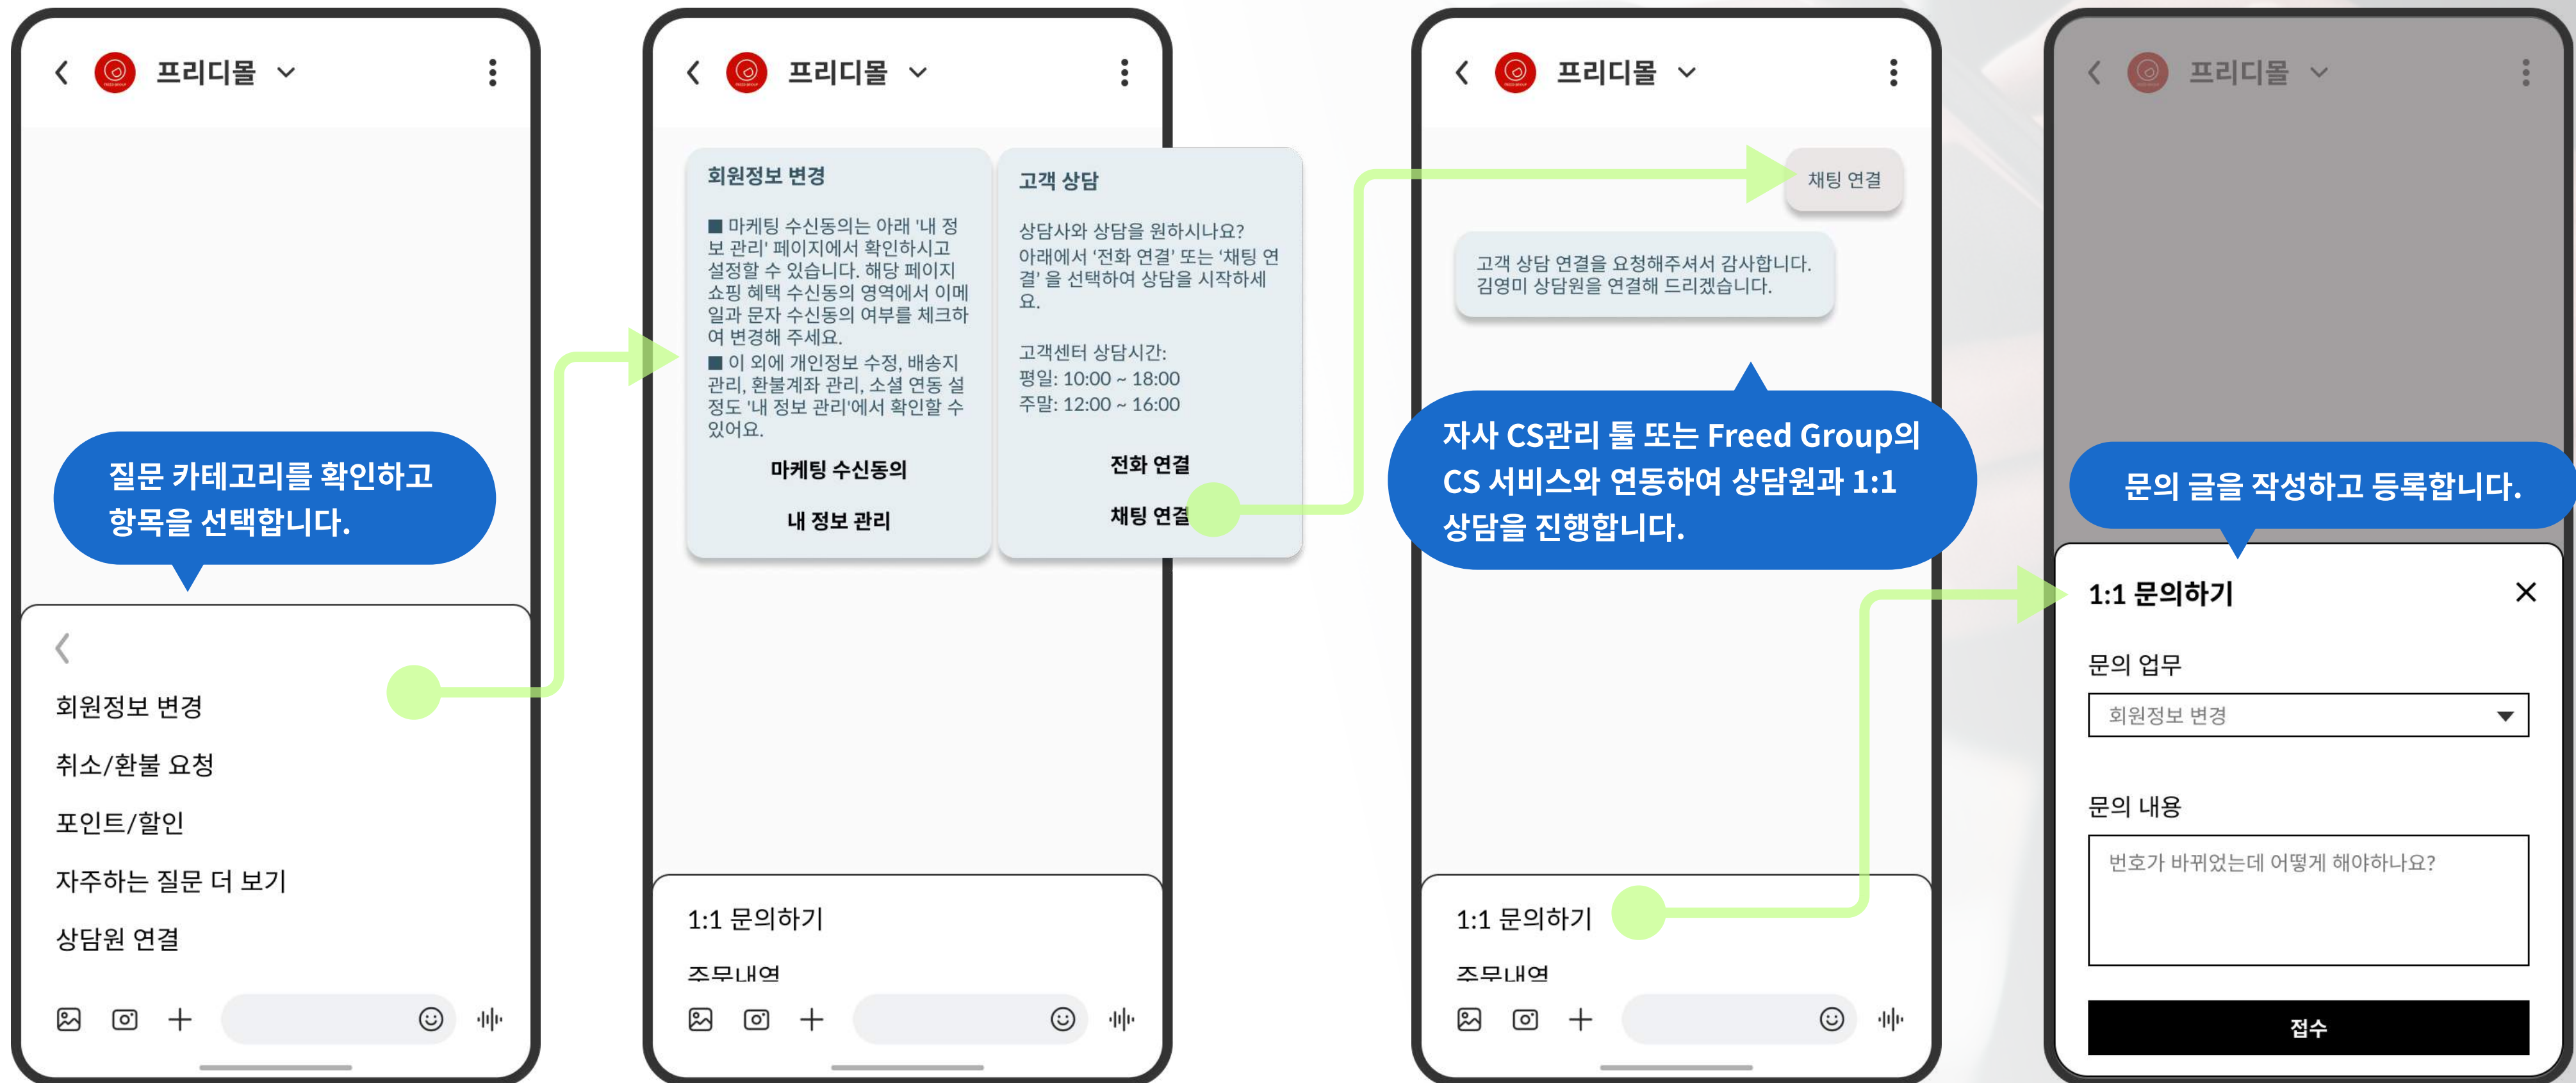 프리디몰
질문 카테고리를 확인하고
항목을 선택합니다.
회원정보 변경
취소/환불 요청
포인트/할인
자주하는 질문 더 보기
상담원 연결
프리디몰
회원정보 변경
■ 마케팅 수신동의는 아래 '내 정
보 관리' 페이지에서 확인하시고
설정할 수 있습니다. 해당 페이지
쇼핑 혜택 수신동의 영역에서 이메
일과 문자 수신동의 여부를 체크하
여 변경해 주세요.
■ 이 외에 개인정보 수정, 배송지
관리, 환불계좌 관리, 소셜 연동 설
정도 '내 정보 관리'에서 확인할 수
있어요.
마케팅 수신동의
내 정보 관리
고객 상담
상담사와 상담을 원하시나요?
아래에서 ‘전화 연결’ 또는 ‘채팅 연
결’ 을 선택하여 상담을 시작하세
요.
고객센터 상담시간:
평일: 10:00 ~ 18:00
주말: 12:00 ~ 16:00
전화 연결
채팅 연결
1:1 문의하기
주문내역
프리디몰
채팅 연결
고객 상담 연결을 요청해주셔서 감사합니다.
김영미 상담원을 연결해 드리겠습니다.
자사 CS관리 툴 또는 Freed Group의
CS 서비스와 연동하여 상담원과 1:1
상담을 진행합니다.
1:1 문의하기
주문내역
프리디몰
문의 글을 작성하고 등록합니다.
1:1 문의하기
문의 업무
회원정보 변경
문의 내용
번호가 바뀌었는데 어떻게 해야하나요?
접수